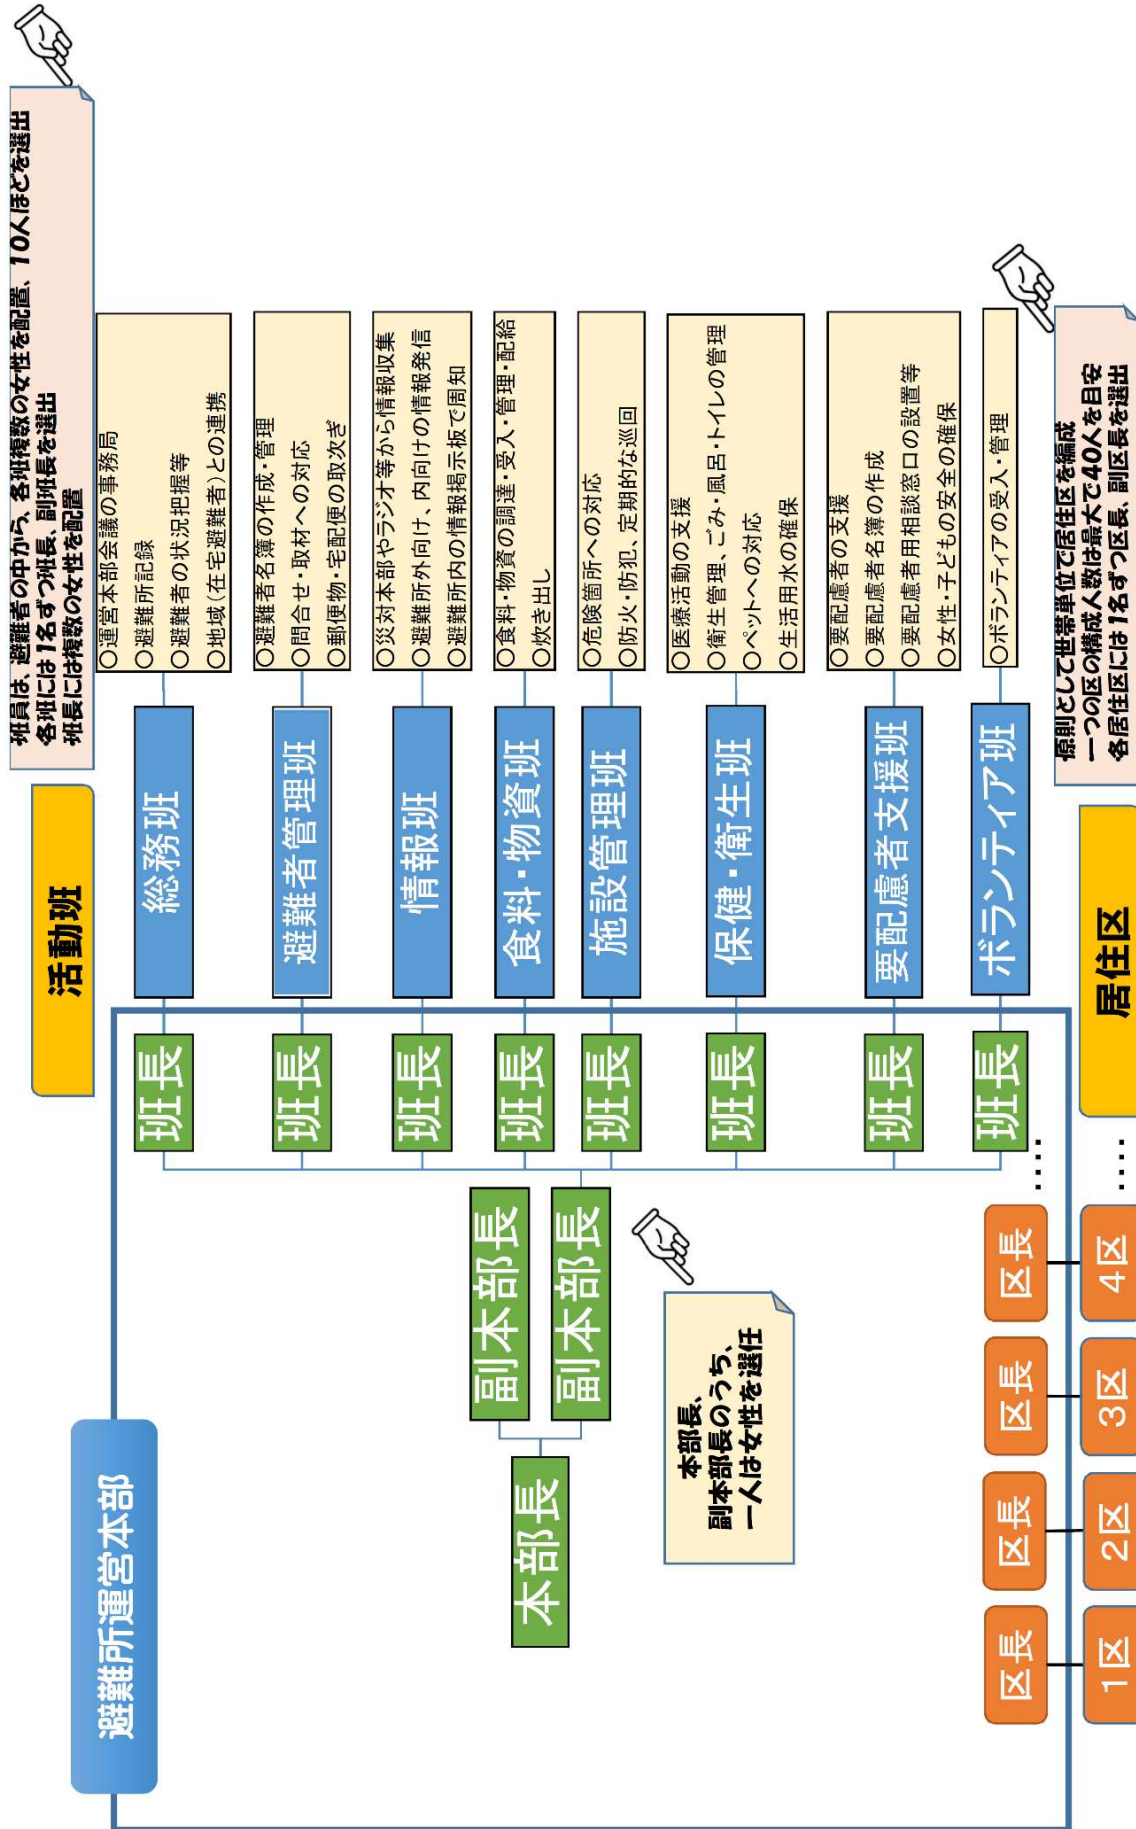 避難所運営本部
活動班
班員は、避難者の中から、各班複数の女性を配置、10人ほどを選出
各班には1名ずつ班長、副班長を選出
班長には複数の女性を配置
本部長
副本部長
副本部長
本部長、
副本部長のうち、
一人は女性を選任
班長
総務班
○運営本部会議の事務局
○避難所記録
○避難者の状況把握等
○地域(在宅避難者)との連携
班長
避難者管理班
○避難者名簿の作成・管理
○問合せ・取材への対応
○郵便物・宅配便の取次ぎ
班長
情報班
○災対本部やラジオ等から情報収集
○避難所外向け、内向けの情報発信
○避難所内の情報掲示板で周知
班長
食料・物資班
○食料・物資の調達・受入・管理・配給
○炊き出し
班長
施設管理班
○危険箇所への対応
○防火・防犯、定期的な巡回
班長
保健・衛生班
○医療活動の支援
○衛生管理、ごみ・風呂・トイレの管理
○ペットへの対応
○生活用水の確保
班長
要配慮者支援班
○要配慮者の支援
○要配慮者名簿の作成
○要配慮者用相談窓口の設置等
○女性・子どもの安全の確保
班長
ボランティア班
○ボランティアの受入・管理
区長
区長
区長
区長
‥‥
1区
2区
3区
4区
‥‥
居住区
原則として世帯単位で居住区を編成
一つの区の構成人数は最大で40人を目安
各居住区には1名ずつ区長、副区長を選出